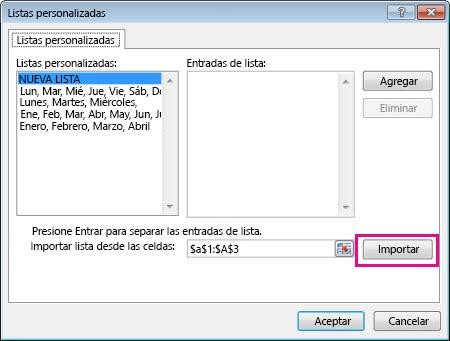 Listas personalizadas
Listas personalizadas
Listas personalizadas:
Entradas de lista:
NUEVA LISTA
Lun, Mar, Mié, Jue, Vie, Sáb, Do
Lunes, Martes, Miércoles,
Ene, Feb, Mar, Abr, May, Jun, Ju
Enero, Febrero, Marzo, Abril
Agregar
Eliminar
Presione Entrar para separar las entradas de lista.
Importar lista desde las celdas:
$a$1:$A$3
Importar
Aceptar
Cancelar